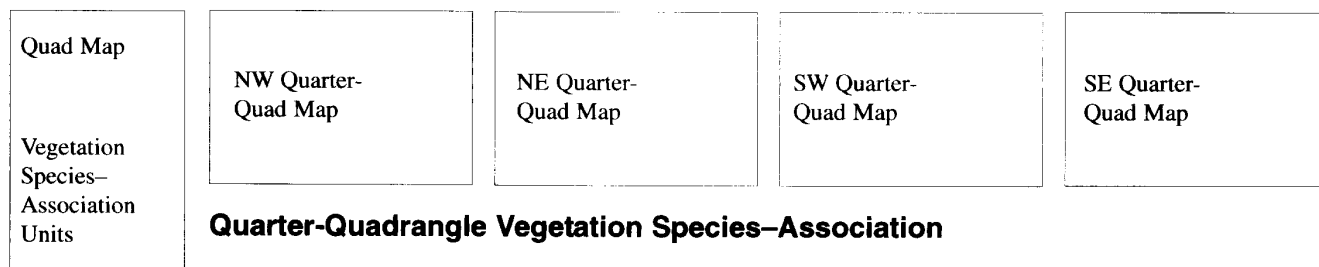 Quad Map
Vegetation
Species–
Association
Units
NW Quarter-
Quad Map
NE Quarter-
Quad Map
SW Quarter-
Quad Map
SE Quarter-
Quad Map
Quarter-Quadrangle Vegetation Species–Association